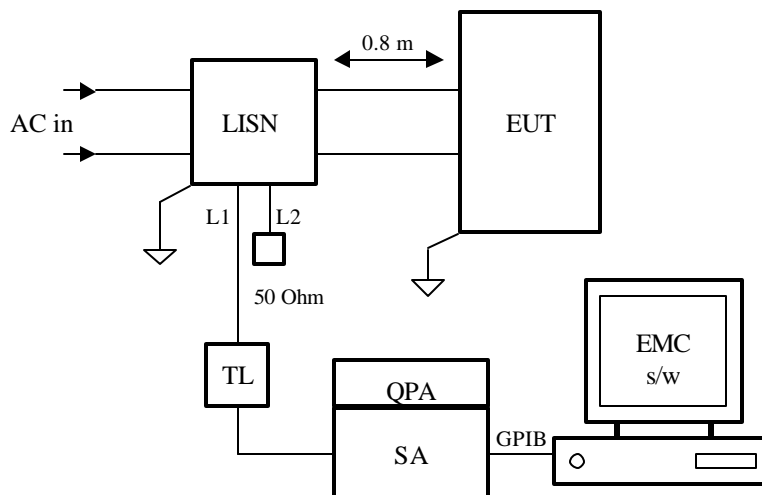 0.8 m
AC in
LISN
EUT
L1
L2
50 Ohm
TL
QPA
SA
GPIB
EMC
s/w